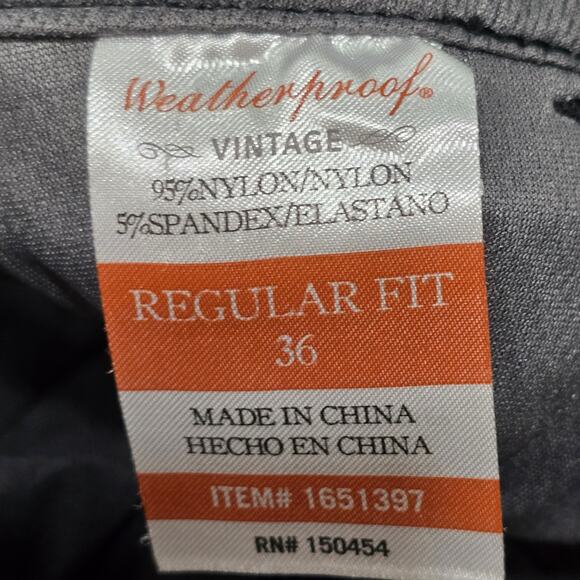 Weatherproof®
VINTAGE
95%NYLON/NYLON
5%SPANDEX/ELASTANO
REGULAR FIT
36
MADE IN CHINA
HECHO EN CHINA
ITEM# 1651397
RN# 150454